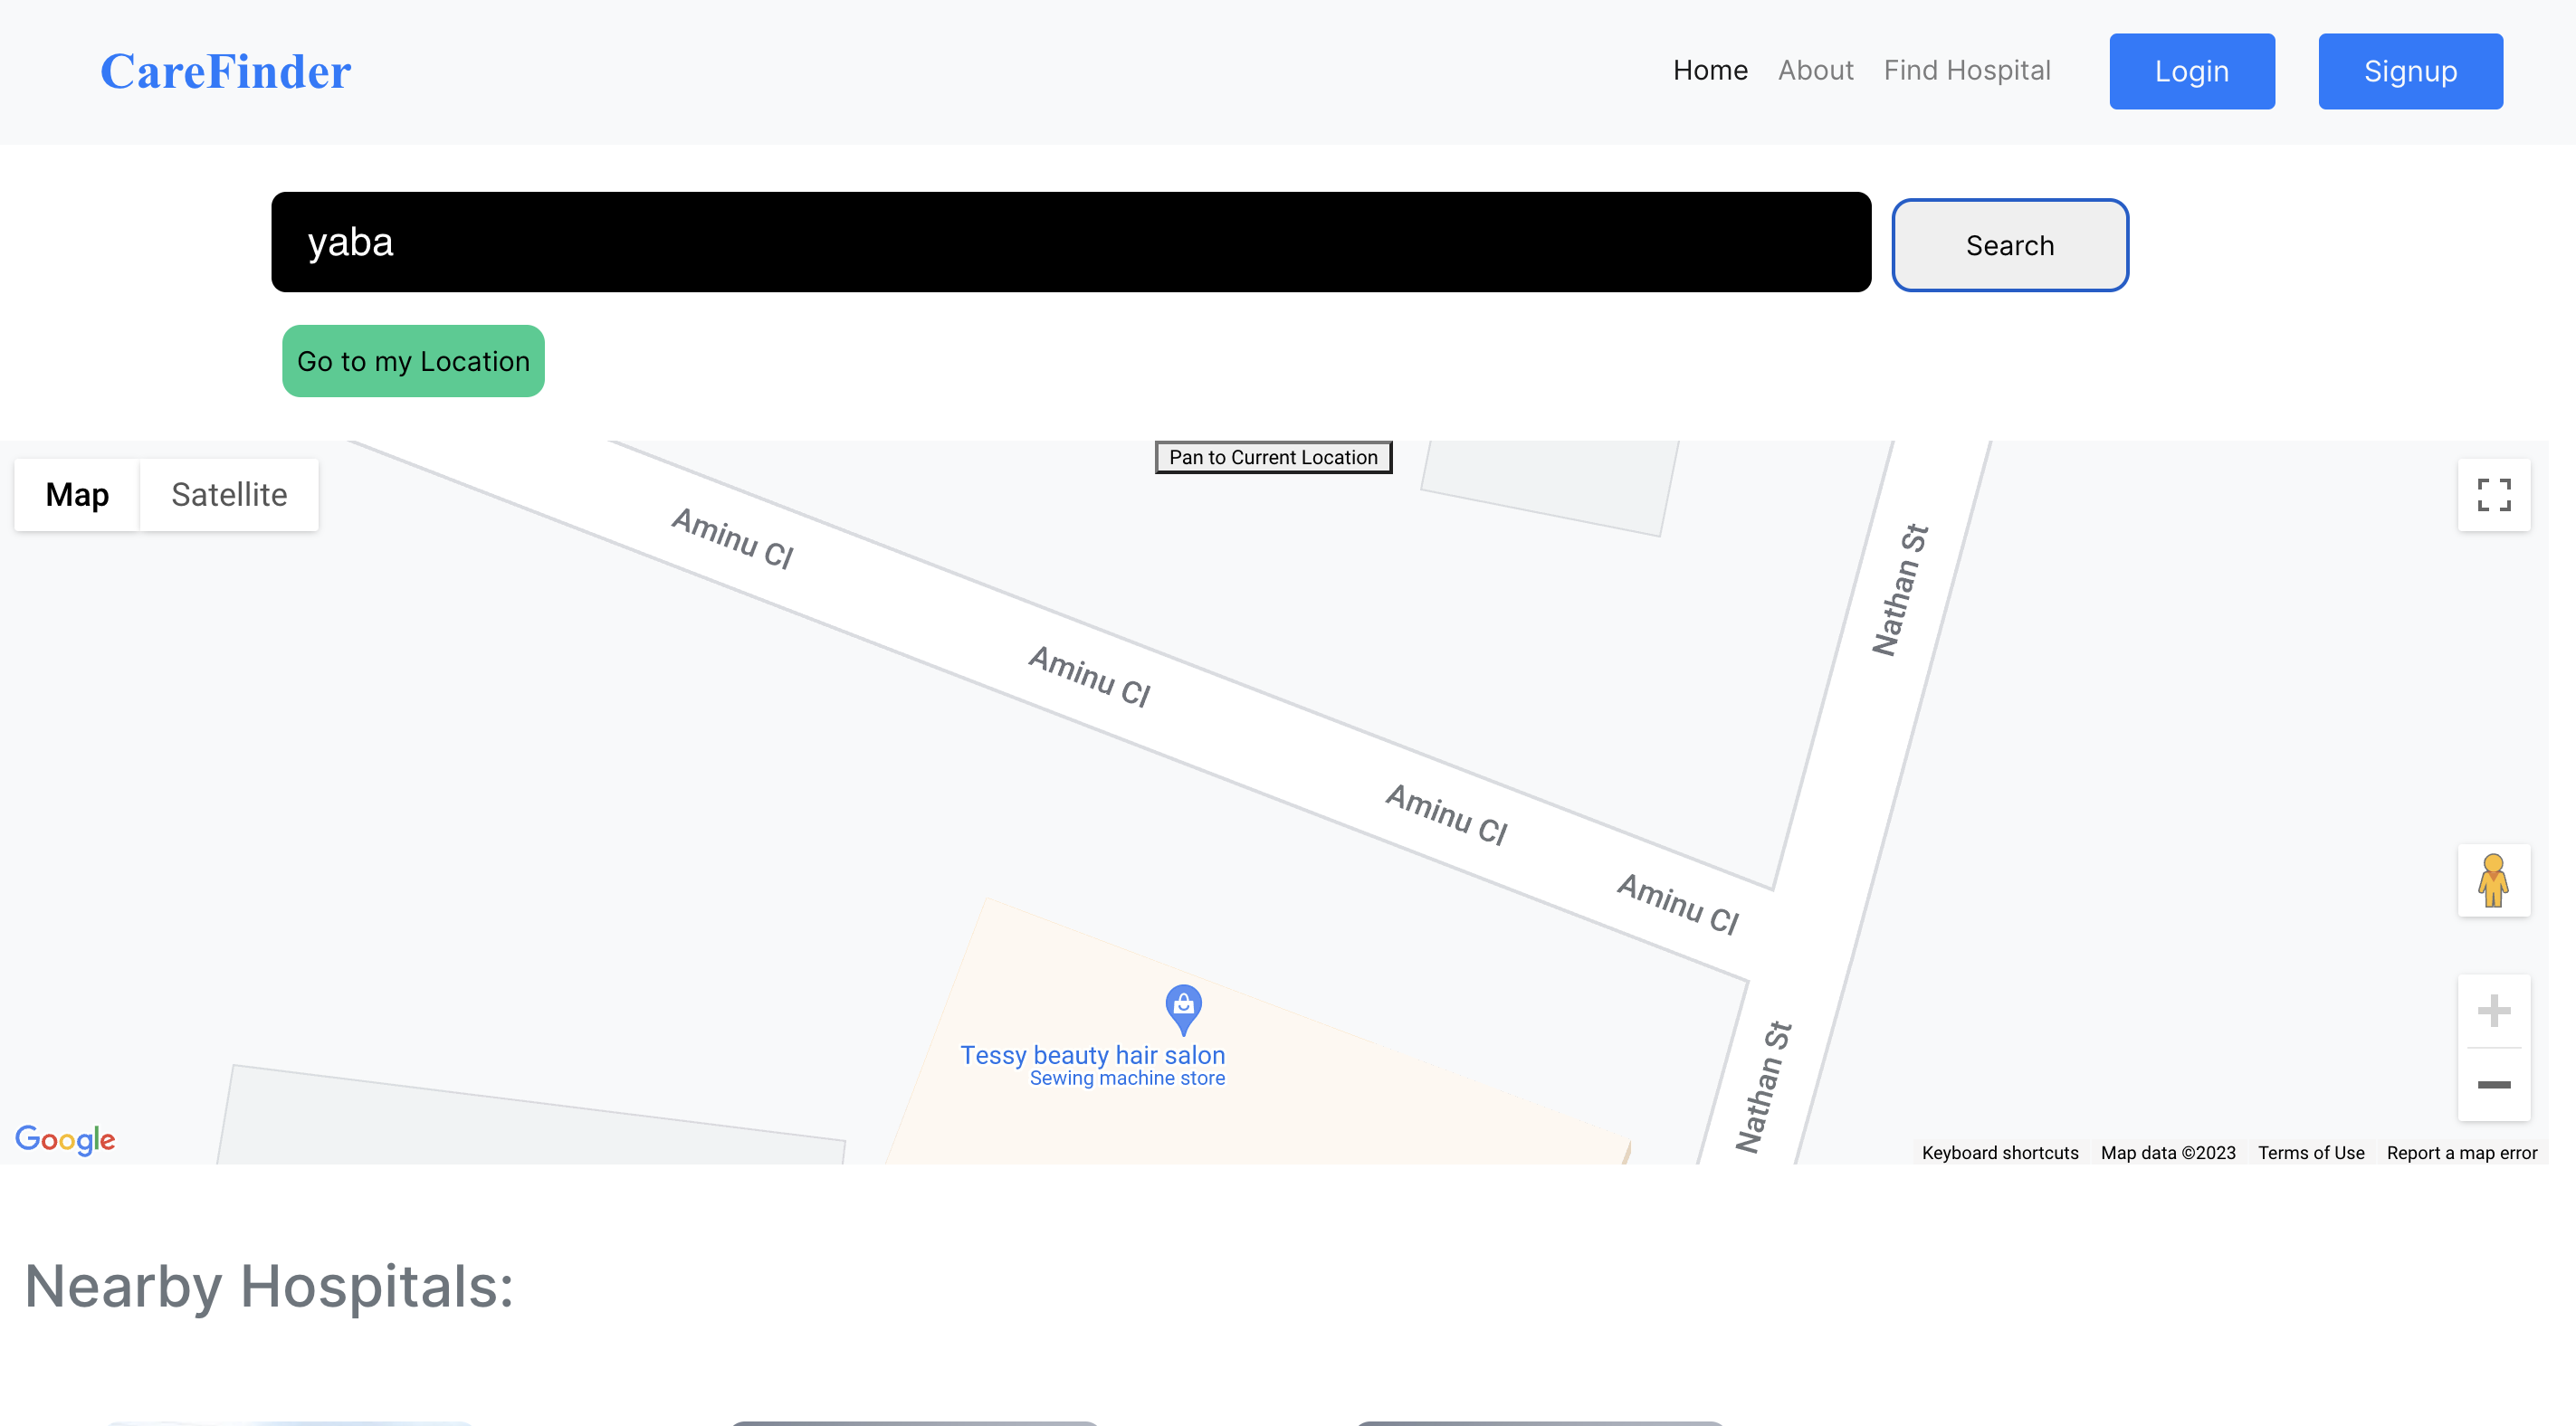 CareFinder
Home About Find Hospital Login Signup
yaba
Search
Go to my Location
Pan to Current Location
Map Satellite
Aminu Cl
Nathan St
Aminu Cl
Aminu Cl
Aminu Cl
Tessy beauty hair salon
Sewing machine store
Nathan St
Google
Keyboard shortcuts Map data ©2023 Terms of Use Report a map error
Nearby Hospitals: